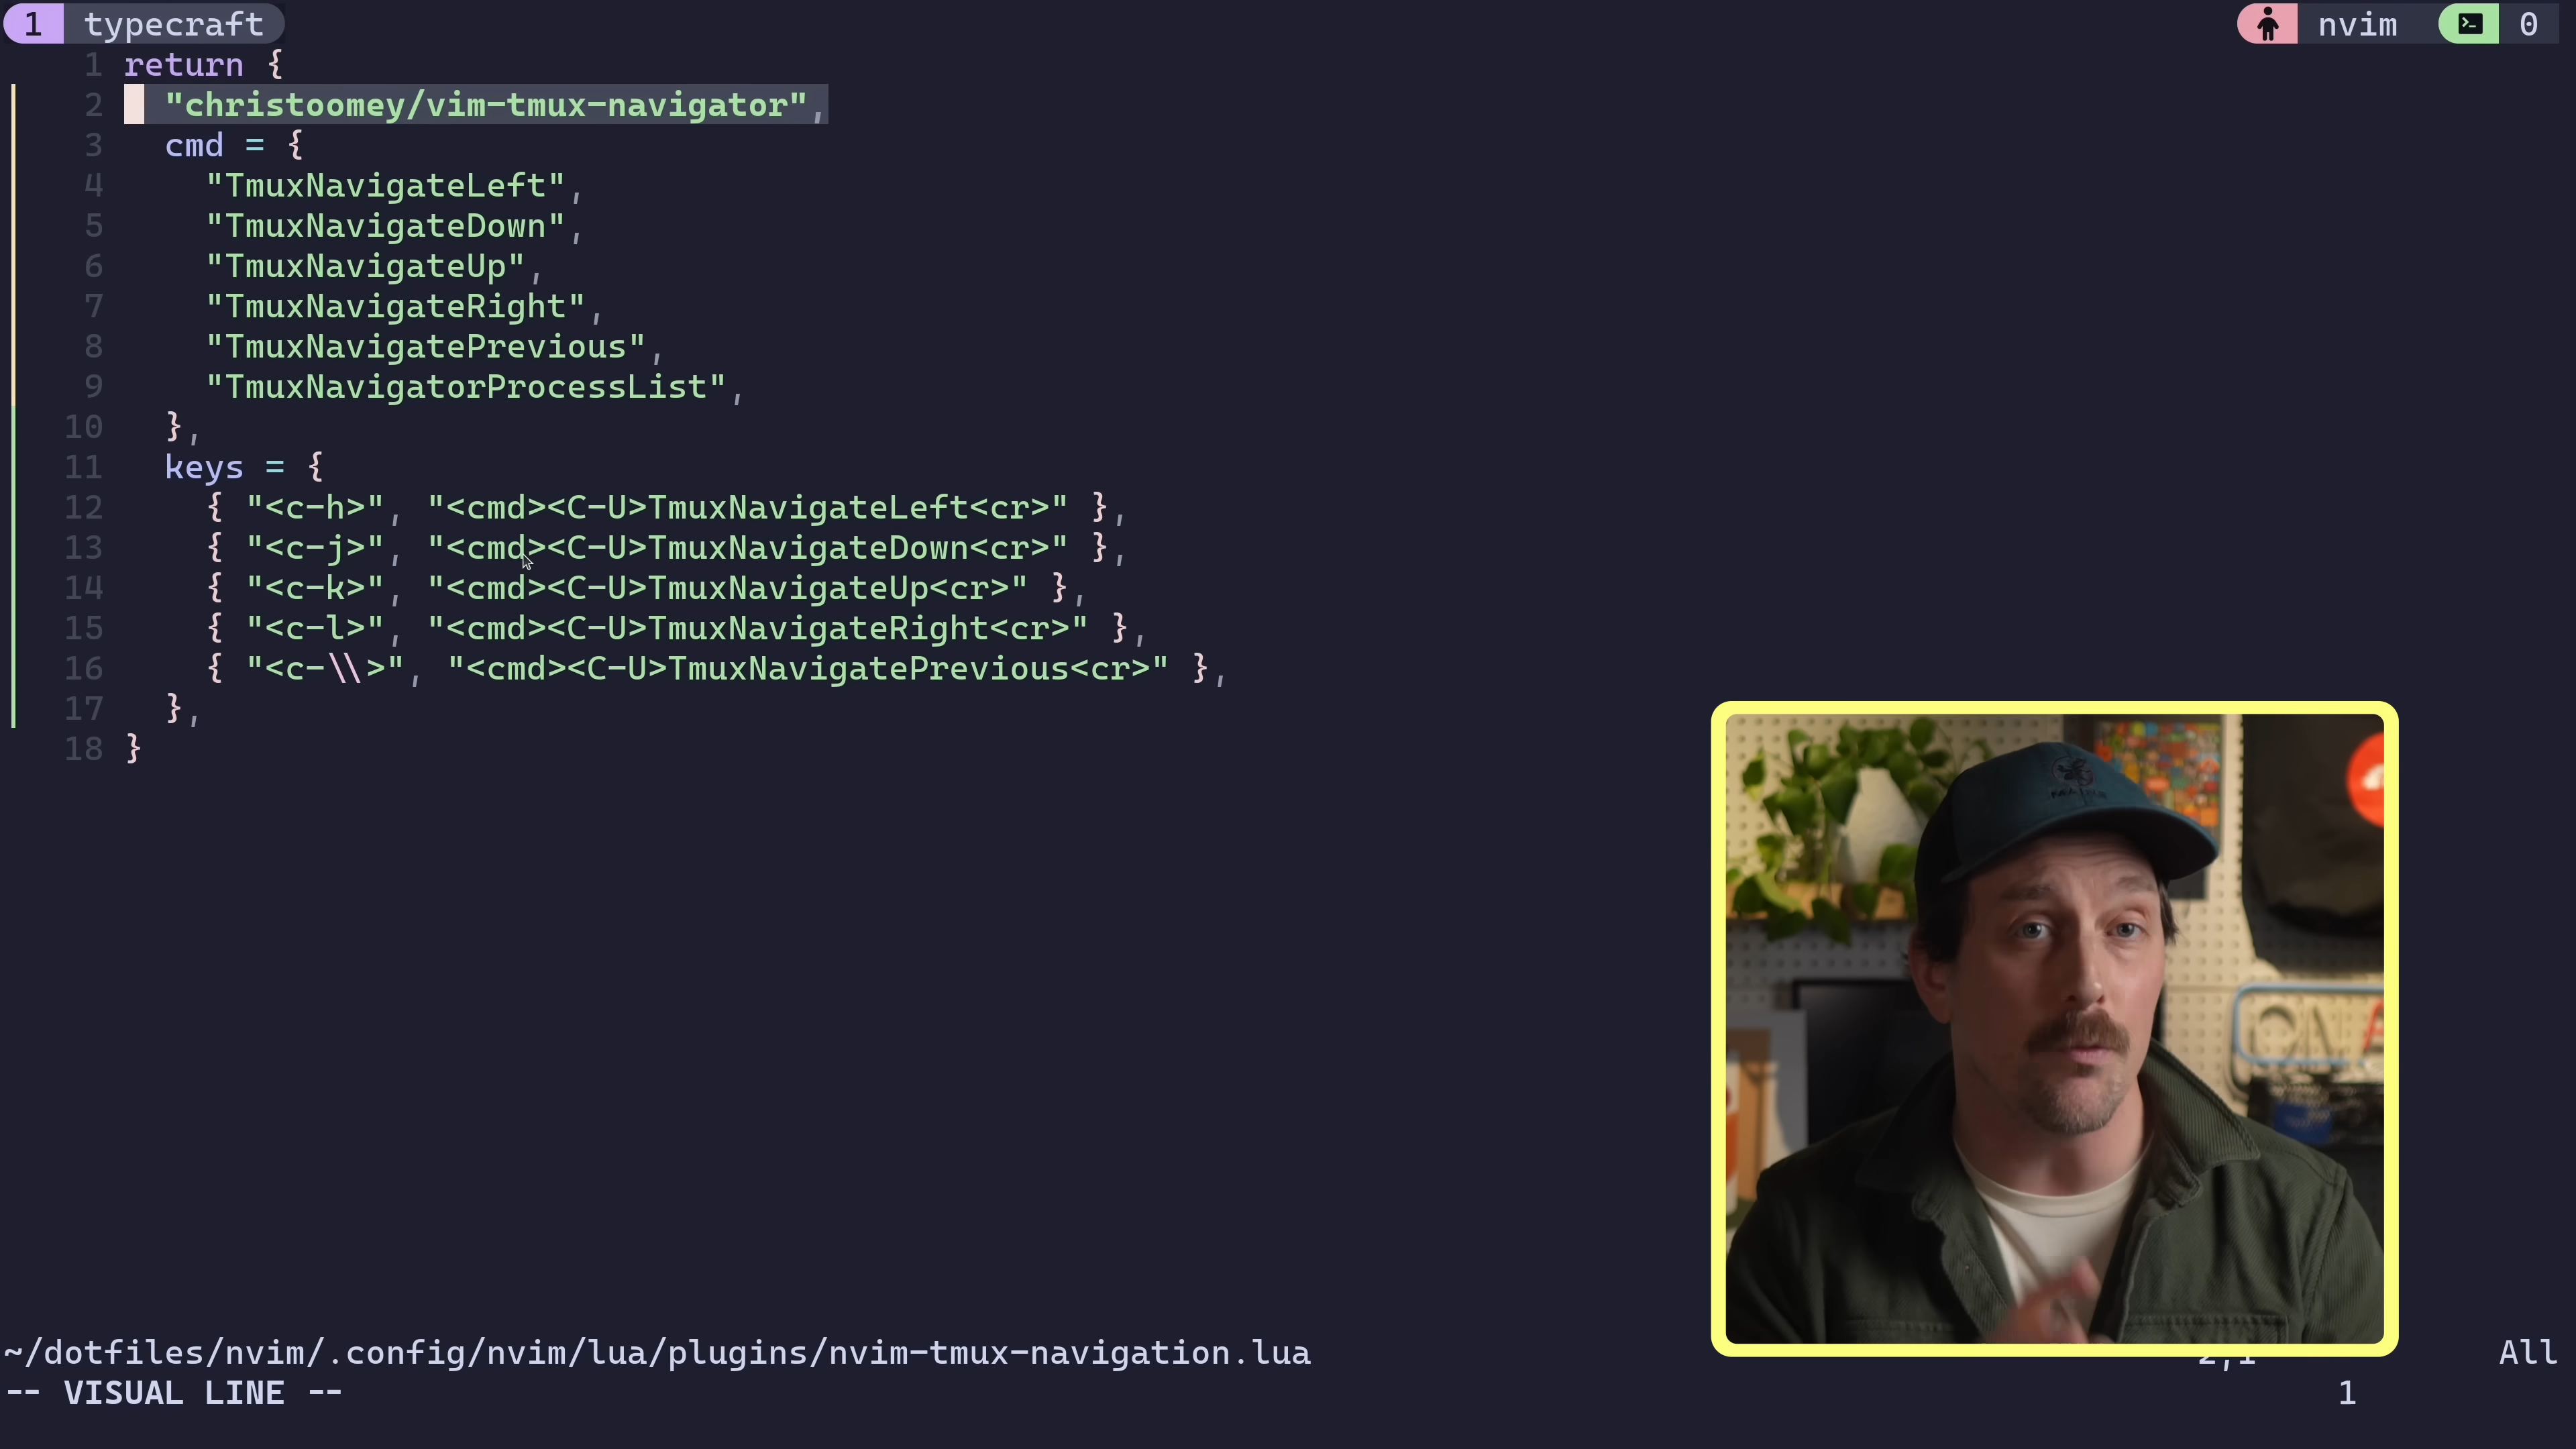 1 typecraft nvim 0
1 return {
2 "christoomey/vim-tmux-navigator",
3 cmd = {
4 "TmuxNavigateLeft",
5 "TmuxNavigateDown",
6 "TmuxNavigateUp",
7 "TmuxNavigateRight",
8 "TmuxNavigatePrevious",
9 "TmuxNavigatorProcessList",
10 },
11 keys = {
12 { "<c-h>", "<cmd><C-U>TmuxNavigateLeft<cr>" },
13 { "<c-j>", "<cmd><C-U>TmuxNavigateDown<cr>" },
14 { "<c-k>", "<cmd><C-U>TmuxNavigateUp<cr>" },
15 { "<c-l>", "<cmd><C-U>TmuxNavigateRight<cr>" },
16 { "<c-\\>", "<cmd><C-U>TmuxNavigatePrevious<cr>" },
17 },
18 }
~/dotfiles/nvim/.config/nvim/lua/plugins/nvim-tmux-navigation.lua 2,1 All
-- VISUAL LINE -- 1